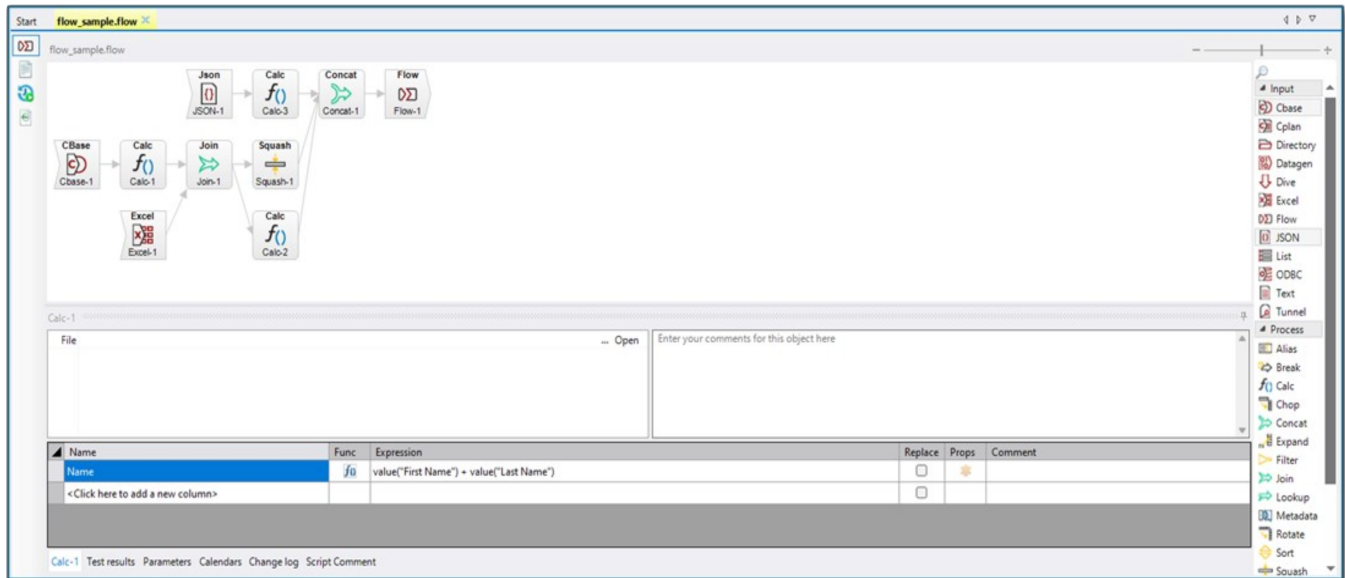 Start flow_sample.flow
flow_sample.flow
Json Calc Concat Flow
JSON-1 Calc-3 Concat-1 Flow-1
CBase Calc Join Squash
Cbase-1 Calc-1 Join-1 Squash-1
Excel Calc
Excel-1 Calc-2
Input
Cbase
Cplan
Directory
Datagen
Dive
Excel
Flow
JSON
List
ODBC
Text
Tunnel
Process
Alias
Break
Calc
Chop
Concat
Expand
Filter
Join
Lookup
Metadata
Rotate
Sort
Squash
Calc-1
File ... Open Enter your comments for this object here
Name Func Expression Replace Props Comment
Name value("First Name") + value("Last Name")
<Click here to add a new column>
Calc-1 Test results Parameters Calendars Change log Script Comment